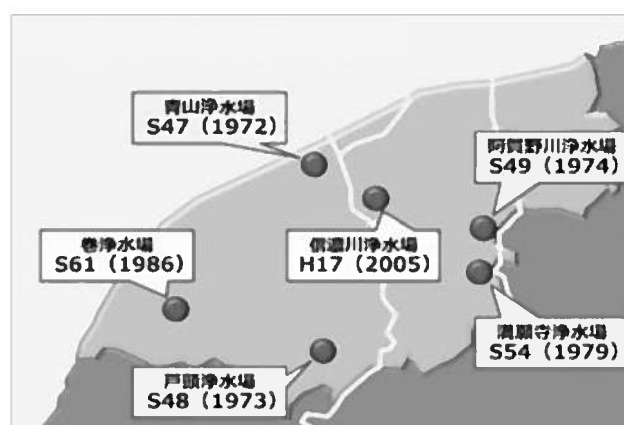 青山浄水場
S47（1972）
阿賀野川浄水場
S49（1974）
巻浄水場
S61（1986）
信濃川浄水場
H17（2005）
満願寺浄水場
S54（1979）
戸頭浄水場
S48（1973）